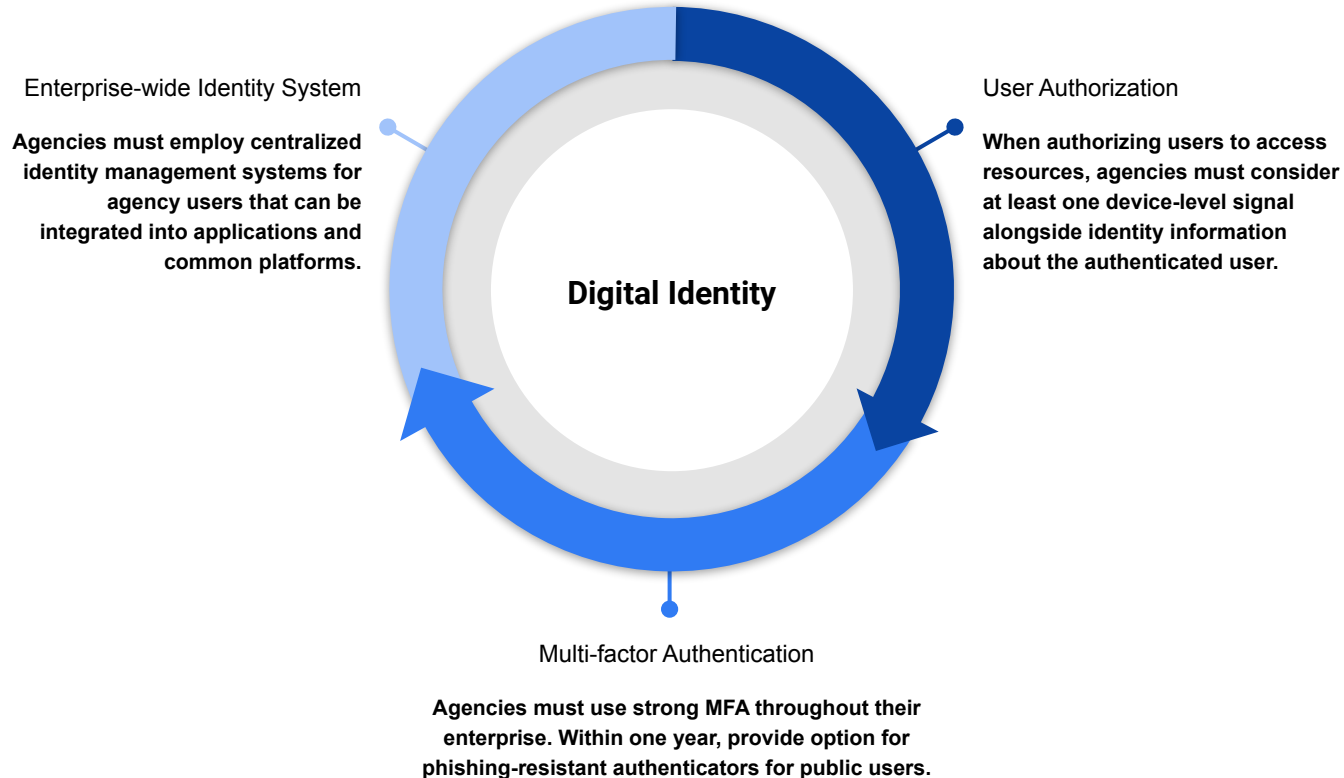 Enterprise-wide Identity System
Agencies must employ centralized
identity management systems for
agency users that can be
integrated into applications and
common platforms.
Digital Identity
User Authorization
When authorizing users to access
resources, agencies must consider
at least one device-level signal
alongside identity information
about the authenticated user.
Multi-factor Authentication
Agencies must use strong MFA throughout their
enterprise. Within one year, provide option for
phishing-resistant authenticators for public users.